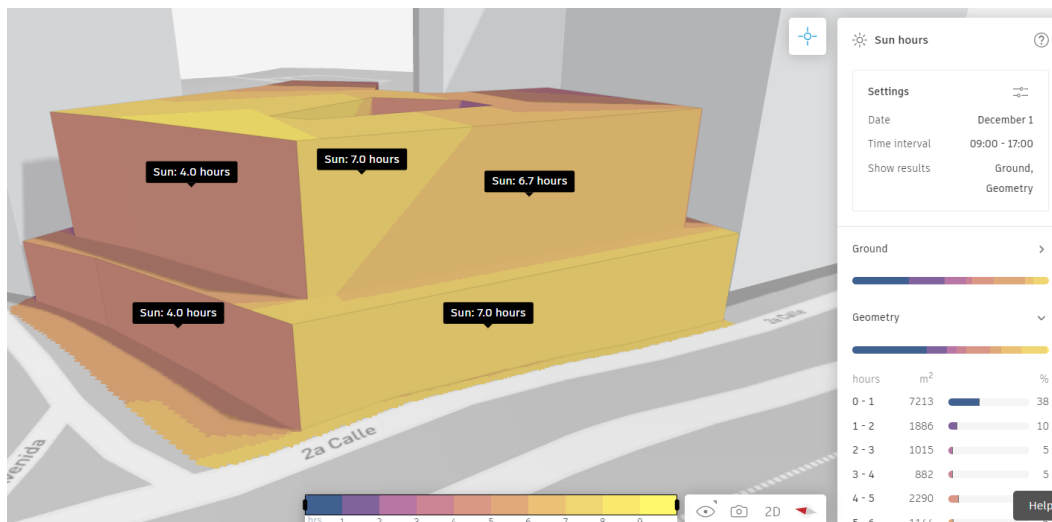 Sun hours
Settings
Date December 1
Time interval 09:00 - 17:00
Show results Ground,
Geometry
Ground
Geometry
hours m² %
0 - 1 7213 38
1 - 2 1886 10
2 - 3 1015 5
3 - 4 882 5
4 - 5 2290
Help
Sun: 4.0 hours
Sun: 7.0 hours
Sun: 6.7 hours
Sun: 4.0 hours
Sun: 7.0 hours
2a Calle
2a Calle
hrs 1 2 3 4 5 6 7 8 9
2D